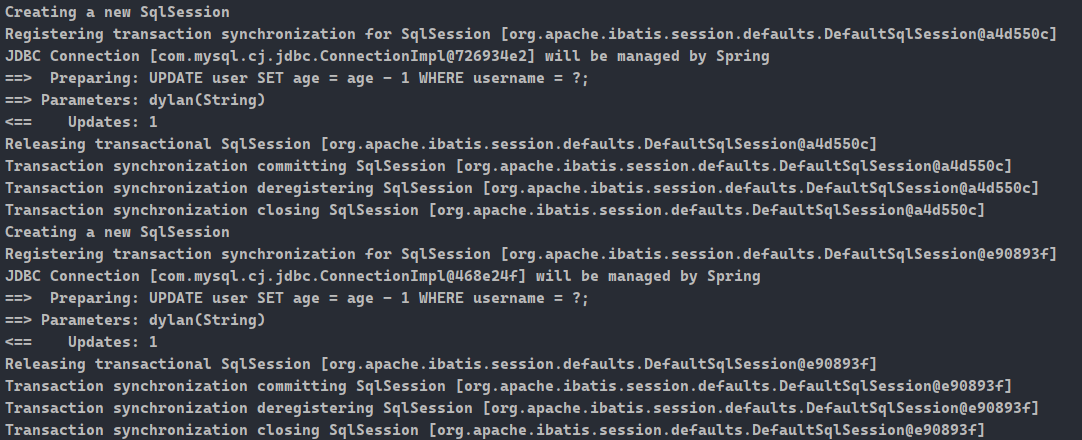 Creating a new SqlSession
Registering transaction synchronization for SqlSession [org.apache.ibatis.session.defaults.DefaultSqlSession@a4d550c]
JDBC Connection [com.mysql.cj.jdbc.ConnectionImpl@726934e2] will be managed by Spring
==>  Preparing: UPDATE user SET age = age - 1 WHERE username = ?;
==> Parameters: dylan(String)
<==    Updates: 1
Releasing transactional SqlSession [org.apache.ibatis.session.defaults.DefaultSqlSession@a4d550c]
Transaction synchronization committing SqlSession [org.apache.ibatis.session.defaults.DefaultSqlSession@a4d550c]
Transaction synchronization deregistering SqlSession [org.apache.ibatis.session.defaults.DefaultSqlSession@a4d550c]
Transaction synchronization closing SqlSession [org.apache.ibatis.session.defaults.DefaultSqlSession@a4d550c]
Creating a new SqlSession
Registering transaction synchronization for SqlSession [org.apache.ibatis.session.defaults.DefaultSqlSession@e90893f]
JDBC Connection [com.mysql.cj.jdbc.ConnectionImpl@468e24f] will be managed by Spring
==>  Preparing: UPDATE user SET age = age - 1 WHERE username = ?;
==> Parameters: dylan(String)
<==    Updates: 1
Releasing transactional SqlSession [org.apache.ibatis.session.defaults.DefaultSqlSession@e90893f]
Transaction synchronization committing SqlSession [org.apache.ibatis.session.defaults.DefaultSqlSession@e90893f]
Transaction synchronization deregistering SqlSession [org.apache.ibatis.session.defaults.DefaultSqlSession@e90893f]
Transaction synchronization closing SqlSession [org.apache.ibatis.session.defaults.DefaultSqlSession@e90893f]